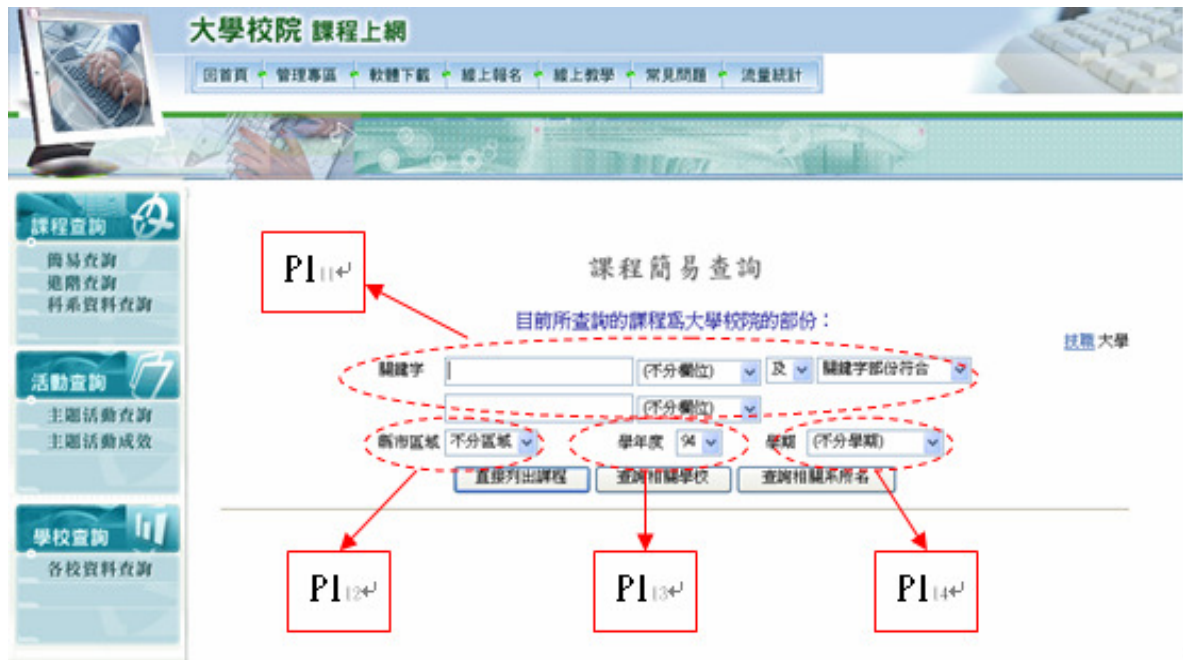 大學校院 課程上網
回首頁 管理專區 軟體下載 線上報名 線上教學 常見問題 流量統計
課程查詢
簡易查詢
進階查詢
科系資料查詢
活動查詢
主題活動查詢
主題活動成效
學校查詢
各校資料查詢
P1 11↵
課程簡易查詢
目前所查詢的課程為大學校院的部份：
技職 大學
關鍵字 (不分欄位) 及 關鍵字部份符合
(不分欄位)
縣市區域 不分區域 學年度 94 學期 (不分學期)
直接列出課程 查詢相關學校 查詢相關系所名
P1 12↵ P1 13↵ P1 14↵